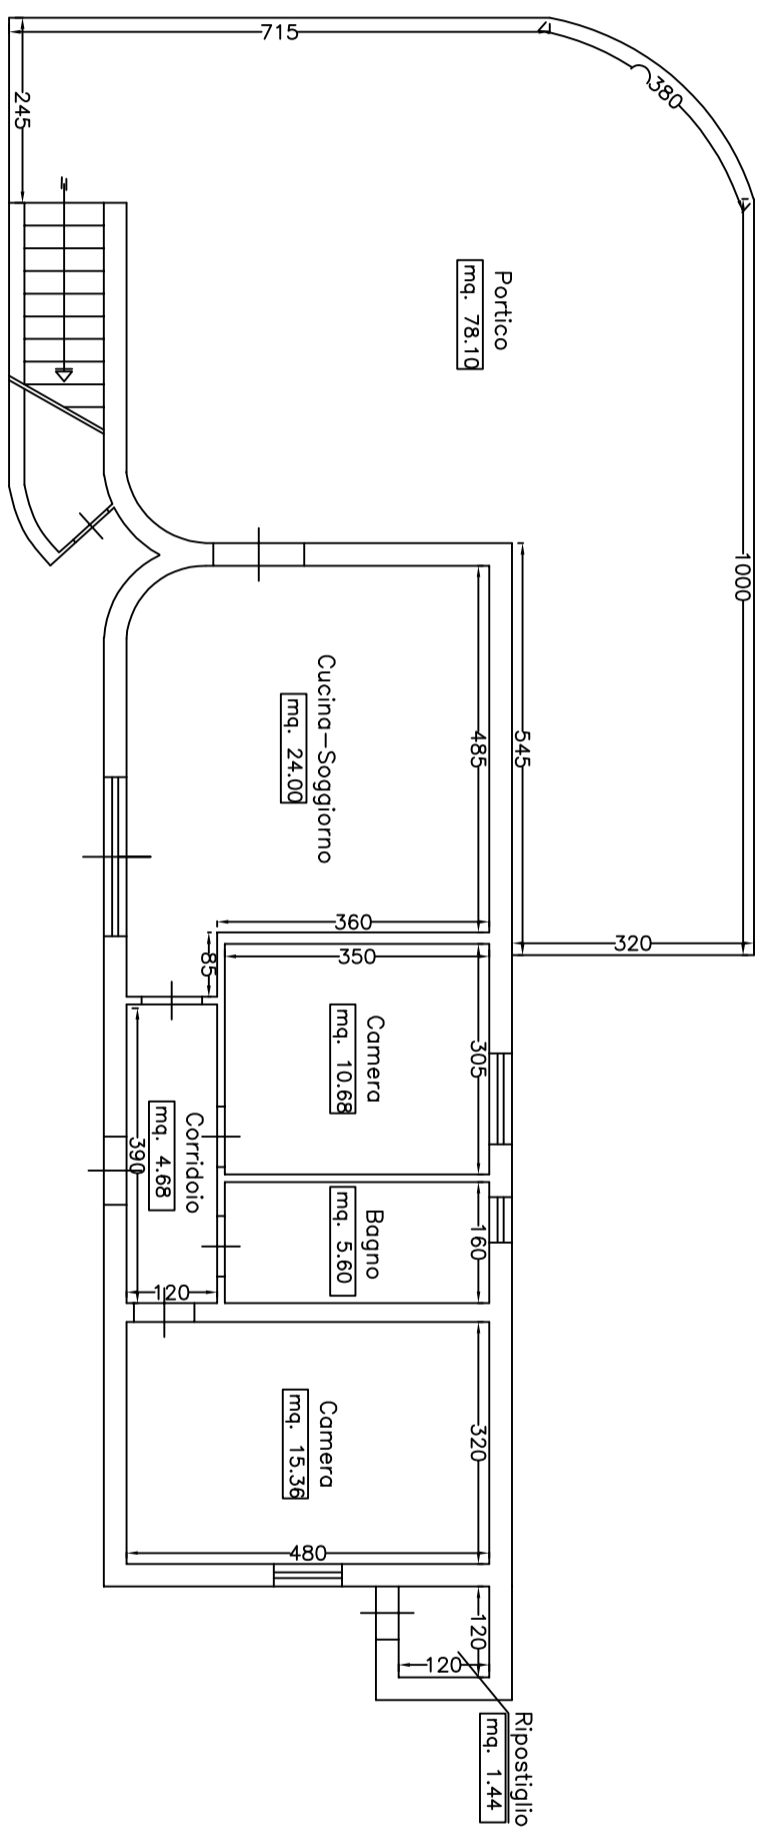 715
380
245
Portico
mq. 78.10
1000
545
485
Cucina-Soggiorno
mq. 24.00
360
320
85
350
Camera
mq. 10.68
305
Corridoio
mq. 4.68
390
120
Bagno
mq. 5.60
160
Camera
mq. 15.36
320
480
120
120
Ripostiglio
mq. 1.44